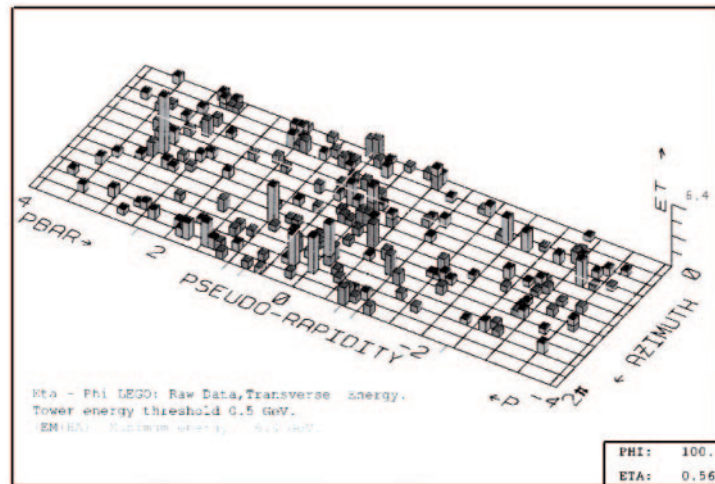 ET →
6.4
0
← AZIMUTH
2π
4
PBAR→
2
PSEUDO-RAPIDITY
0
-2
←P
-4
Eta - Phi LEGO: Raw Data,Transverse Energy.
Tower energy threshold 0.5 GeV.
PHI: 100.
ETA: 0.56